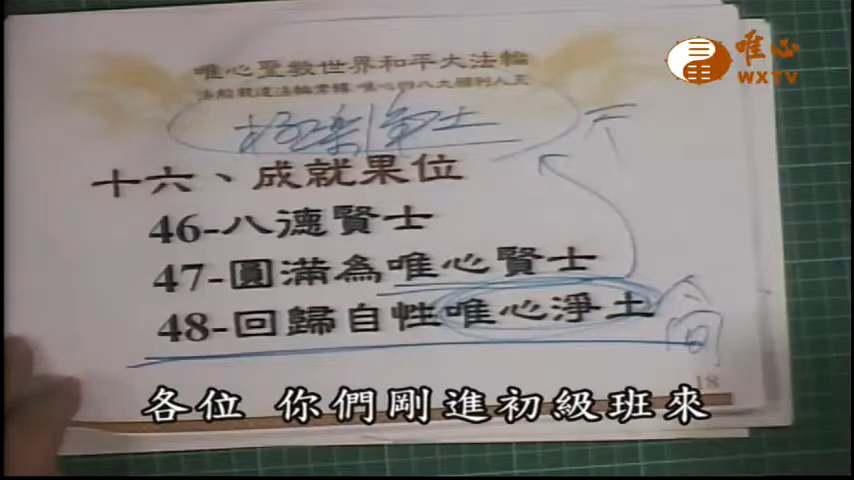 唯心
WXTV
唯心聖教世界和平大法輪
極樂淨土
十六、成就果位
46-八德賢士
47-圓滿為唯心賢士
48-回歸自性唯心淨土
18
各位 你們剛進初級班來